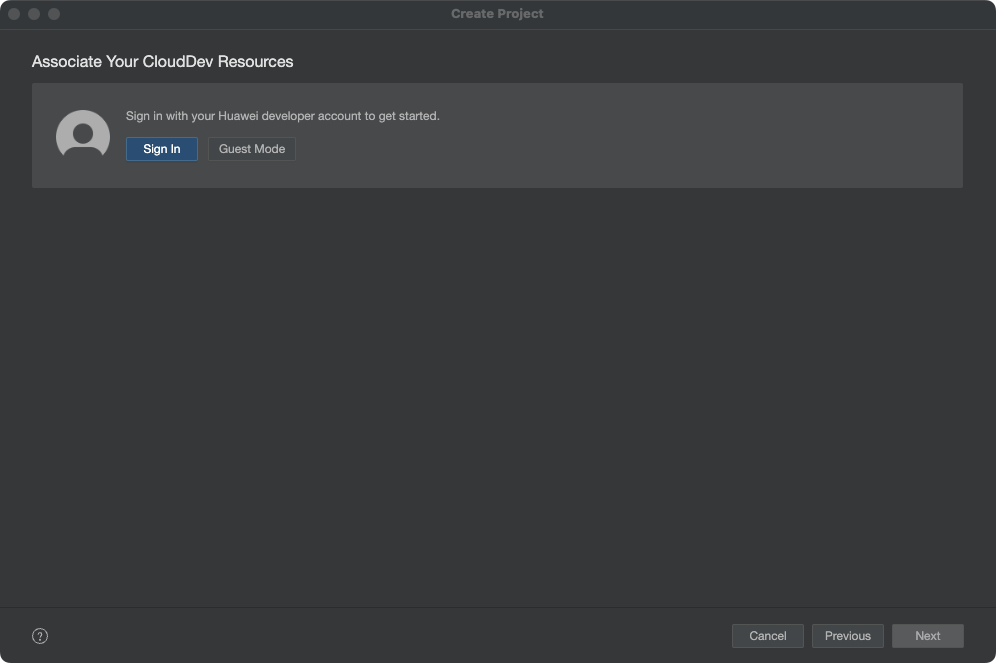 Create Project
Associate Your CloudDev Resources
Sign in with your Huawei developer account to get started.
Sign In
Guest Mode
?
Cancel
Previous
Next